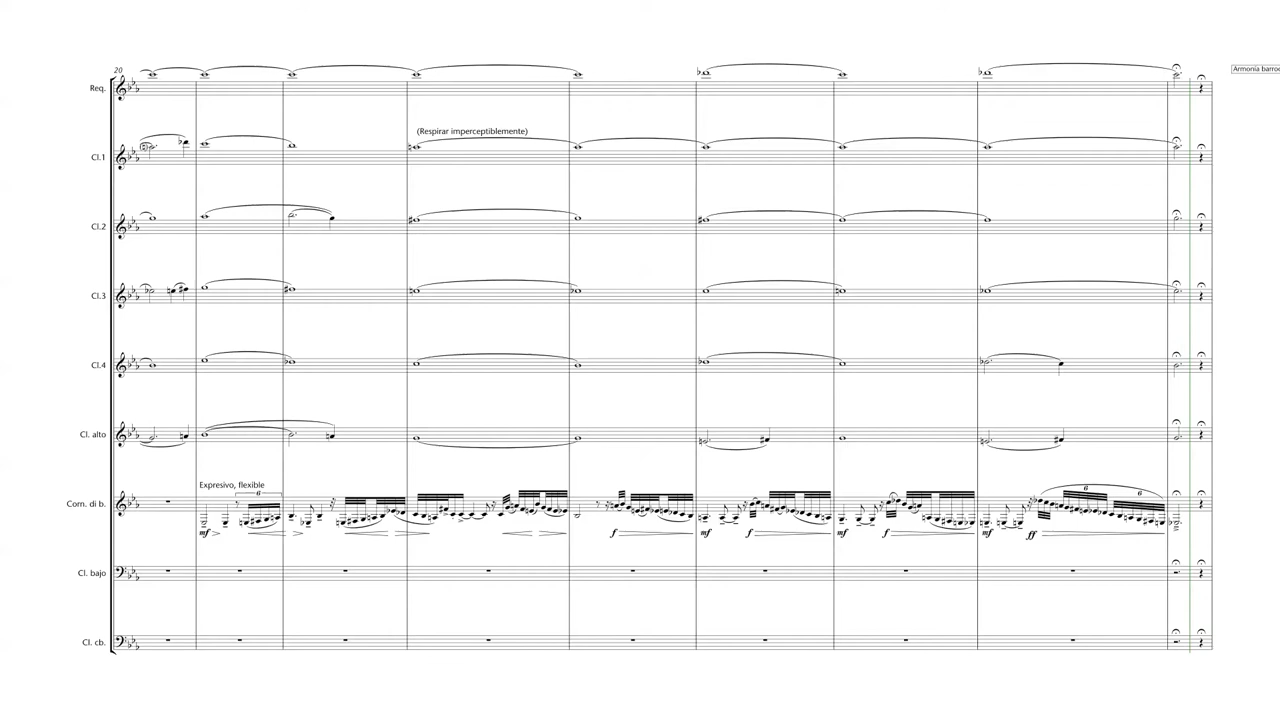 20
Armonía
Req.
(Respirar imperceptiblemente)
Cl.1
Cl.2
Cl.3
Cl.4
Cl. alto
Expresivo, flexible
6
6
6
Corn. di b.
mf
f
mf
f
mf
f
mf
ff
Cl. bajo
Cl. cb.